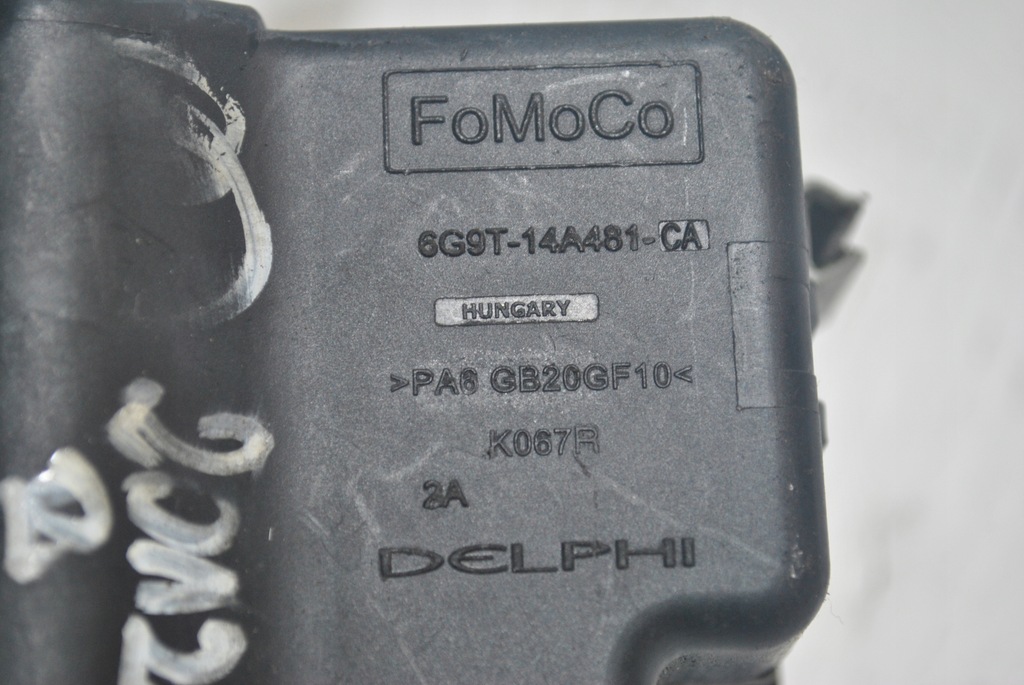 FoMoCo
6G9T-14A481-CA
HUNGARY
>PA6 GB20GF10<
K067R
2A
DELPHI